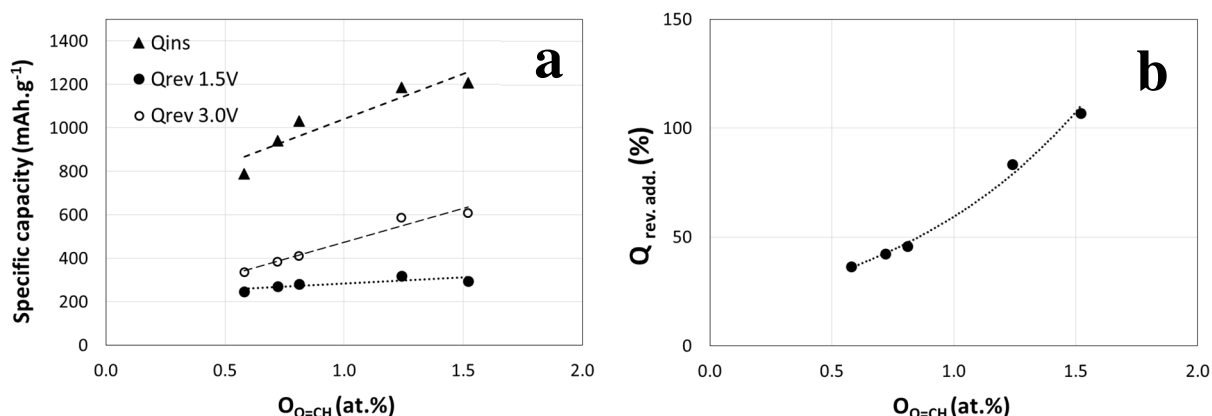 1400
1200
1000
800
600
400
200
0
0.0 0.5 1.0 1.5 2.0
Specific capacity (mAh.g⁻¹)
O_{O=CH} (at.%)
Qins
Qrev 1.5V
Qrev 3.0V
a
150
100
50
0
0.0 0.5 1.0 1.5 2.0
Q rev. add. (%)
O_{O=CH} (at.%)
b